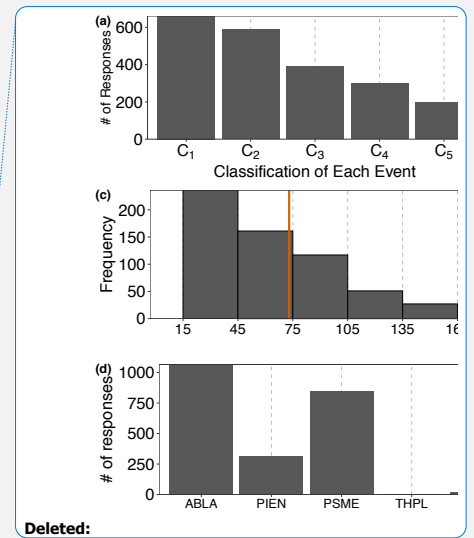 (a)
# of Responses
600
400
200
0
C1 C2 C3 C4 C5
Classification of Each Event
(c)
Frequency
200
150
100
50
0
15 45 75 105 135 16
(d)
# of responses
1000
750
500
250
0
ABLA PIEN PSME THPL
Deleted: